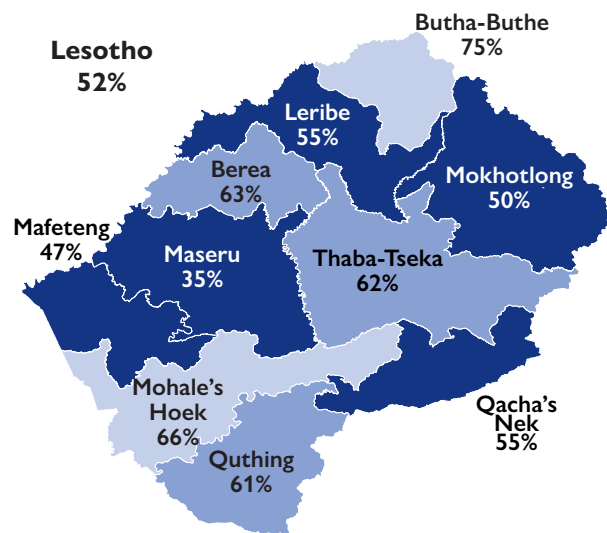 Butha-Buthe
75%
Lesotho
52%
Leribe
55%
Berea
63%
Mokhotlong
50%
Mafeteng
47%
Maseru
35%
Thaba-Tseka
62%
Mohale's
Hoek
66%
Qacha's
Nek
55%
Quthing
61%